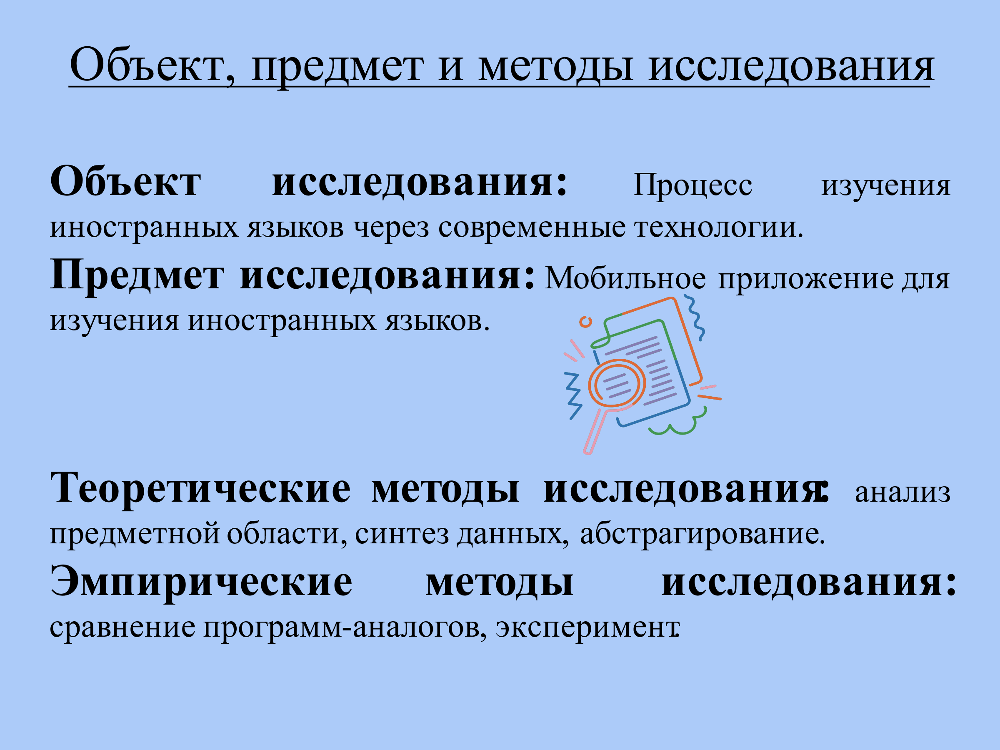 Объект, предмет и методы исследования
Объект исследования: Процесс изучения
иностранных языков через современные технологии.
Предмет исследования: Мобильное приложение для
изучения иностранных языков.
Теоретические методы исследования: анализ
предметной области, синтез данных, абстрагирование.
Эмпирические методы исследования:
сравнение программ-аналогов, эксперимент.